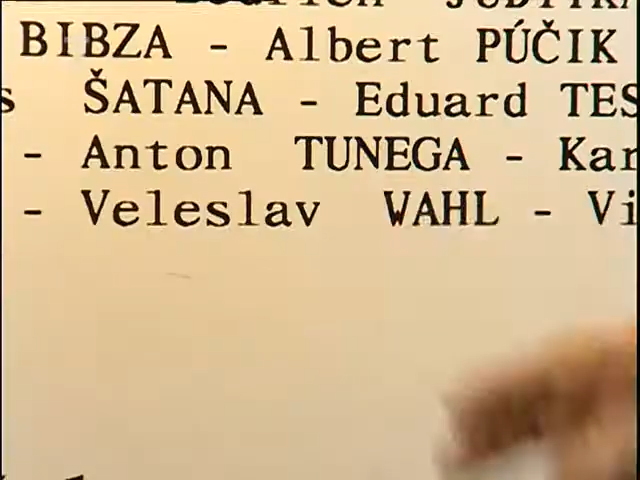 BIBZA - Albert PÚČIK
ŠATANA - Eduard
- Anton TUNEGA -
- Veleslav WAHL -